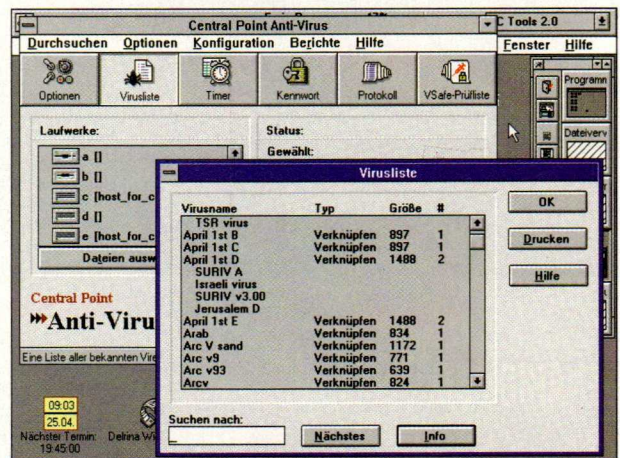 Central Point Anti-Virus
C Tools 2.0
Durchsuchen Optionen Konfiguration Berichte Hilfe
Fenster Hilfe
Optionen Virusliste Timer Kennwort Protokoll VSafe-Prüfliste
Programm
Dateiverv
Laufwerke:
Status:
Gewählt:
a []
b []
c [host_for_c
d []
e [host_for_c
Dateien ausw
Central Point
Anti-Viru
Eine Liste aller bekannten Vire
09:03
25.04.
Nächster Termin:
19:45:00
Delrina Wi
Virusliste
Virusname Typ Größe #
TSR virus
April 1st B Verknüpfen 897 1
April 1st C Verknüpfen 897 1
April 1st D Verknüpfen 1488 2
SURIV A
Israeli virus
SURIV v3.00
Jerusalem D
April 1st E Verknüpfen 1488 2
Arab Verknüpfen 834 1
Arc V sand Verknüpfen 1172 1
Arc v9 Verknüpfen 771 1
Arc v93 Verknüpfen 639 1
Arcv Verknüpfen 824 1
OK
Drucken
Hilfe
Suchen nach:
Nächstes Info